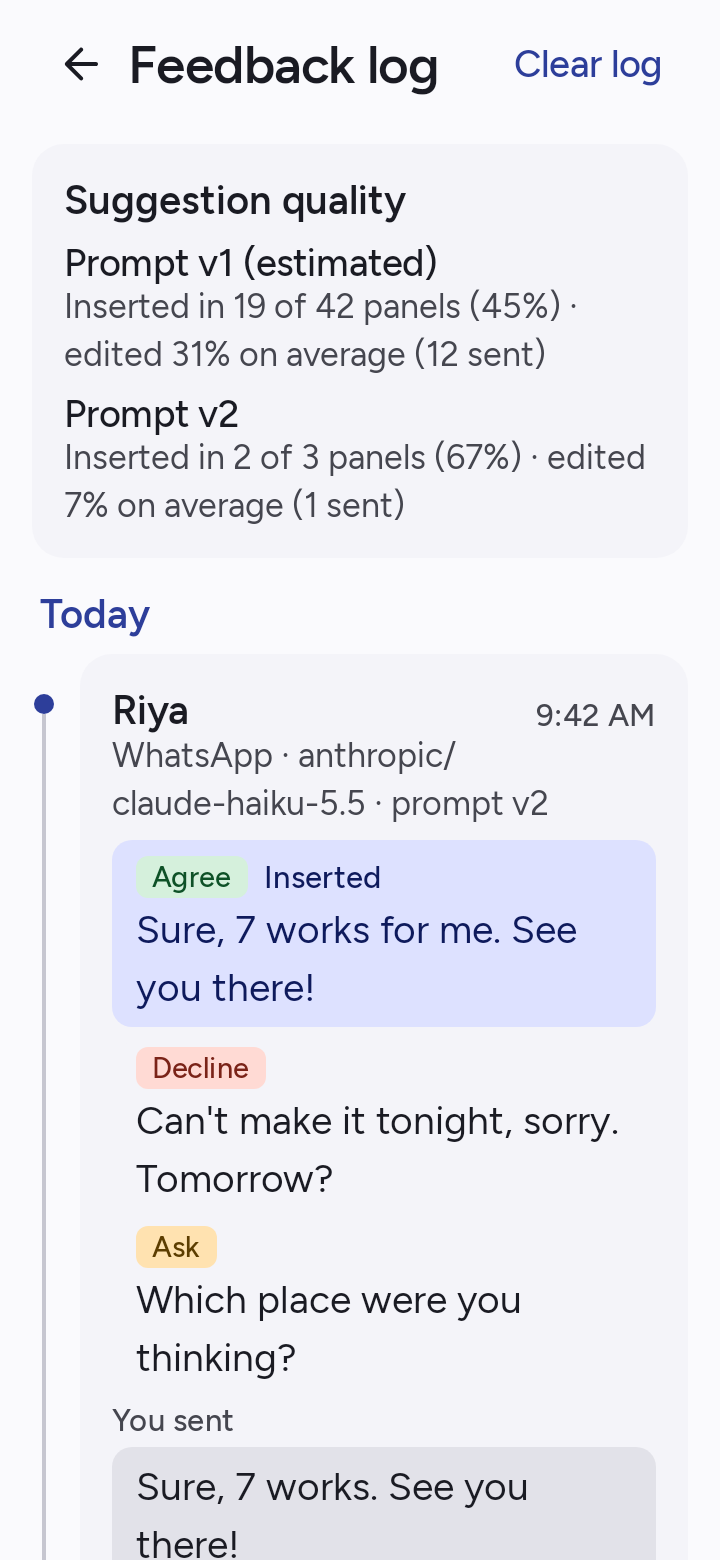 Feedback log
Clear log
Suggestion quality
Prompt v1 (estimated)
Inserted in 19 of 42 panels (45%) ·
edited 31% on average (12 sent)
Prompt v2
Inserted in 2 of 3 panels (67%) · edited
7% on average (1 sent)
Today
Riya
9:42 AM
WhatsApp · anthropic/
claude-haiku-5.5 · prompt v2
Agree Inserted
Sure, 7 works for me. See
you there!
Decline
Can't make it tonight, sorry.
Tomorrow?
Ask
Which place were you
thinking?
You sent
Sure, 7 works. See you
there!